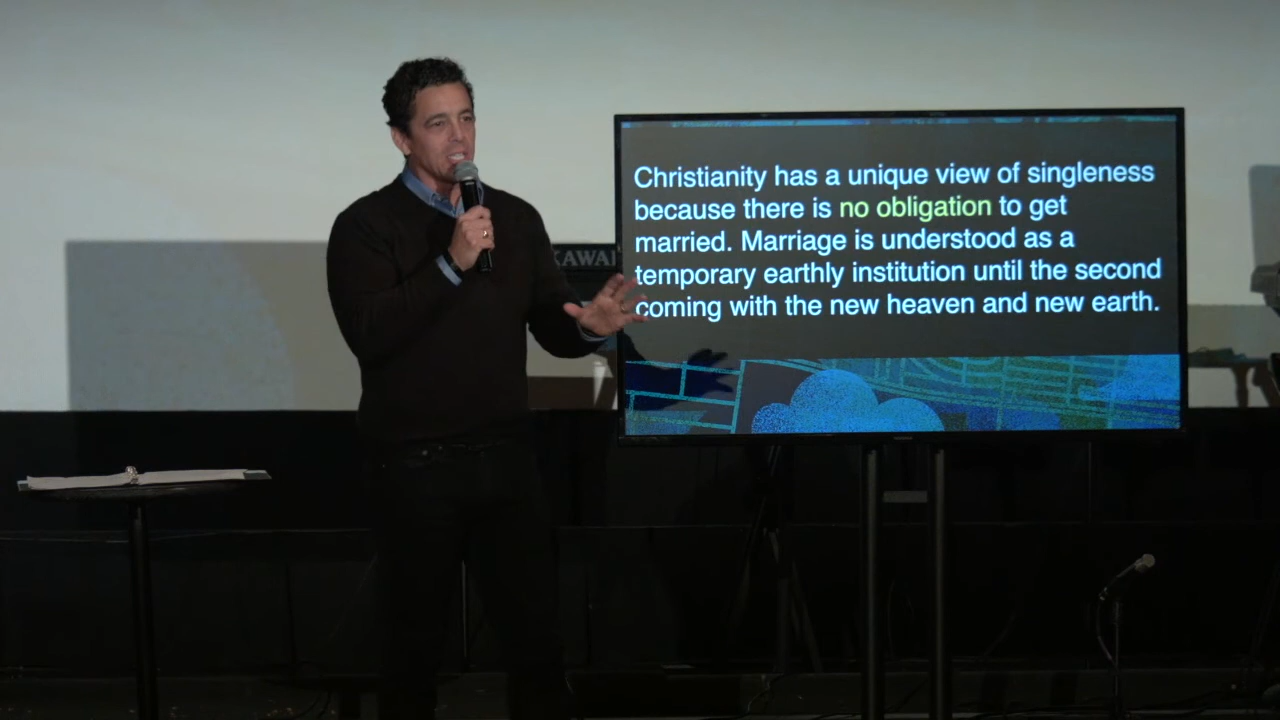 KAWAI
Christianity has a unique view of singleness
because there is no obligation to get
married. Marriage is understood as a
temporary earthly institution until the second
coming with the new heaven and new earth.